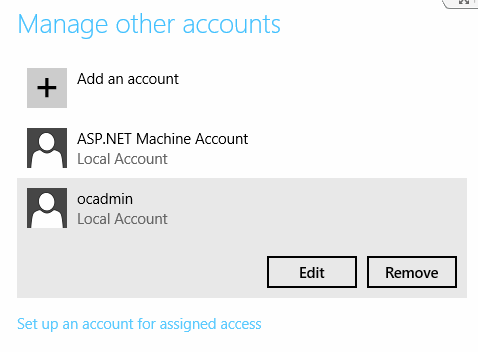 Manage other accounts
Add an account
ASP.NET Machine Account
Local Account
ocadmin
Local Account
Edit Remove
Set up an account for assigned access